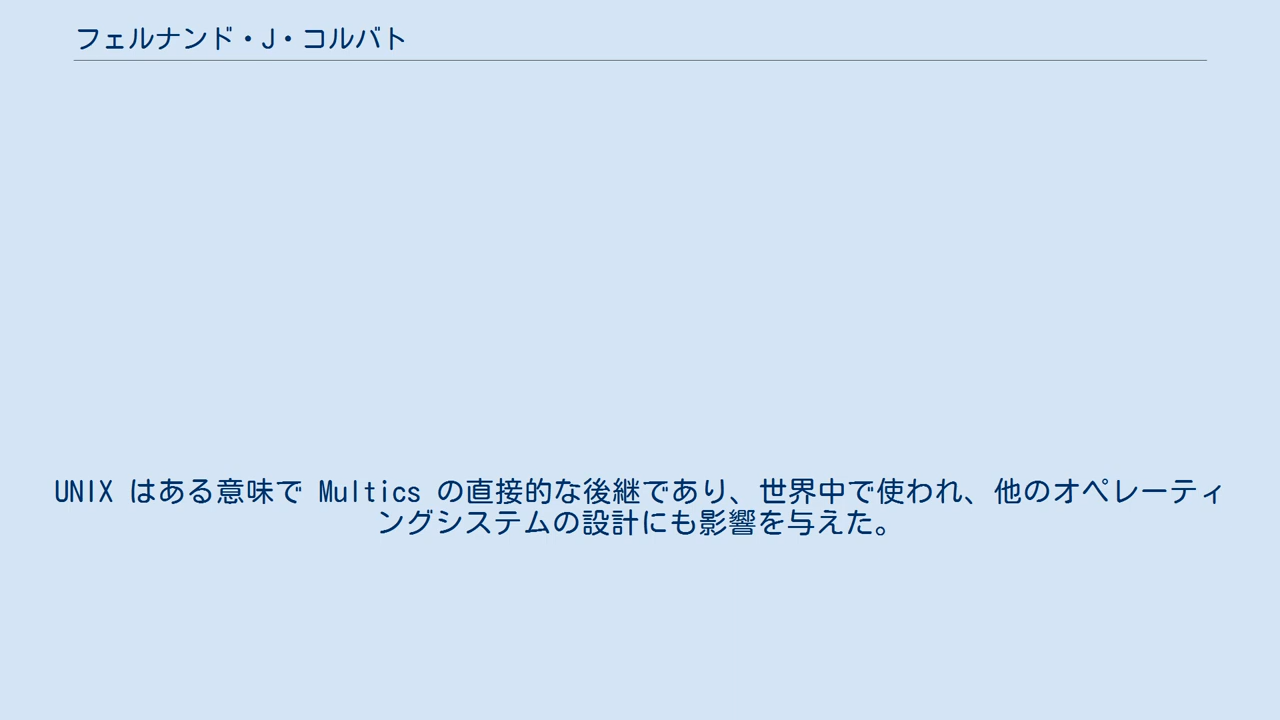 フェルナンド・J・コルバト
UNIX はある意味で Multics の直接的な後継であり、世界中で使われ、他のオペレーティ
ングシステムの設計にも影響を与えた。